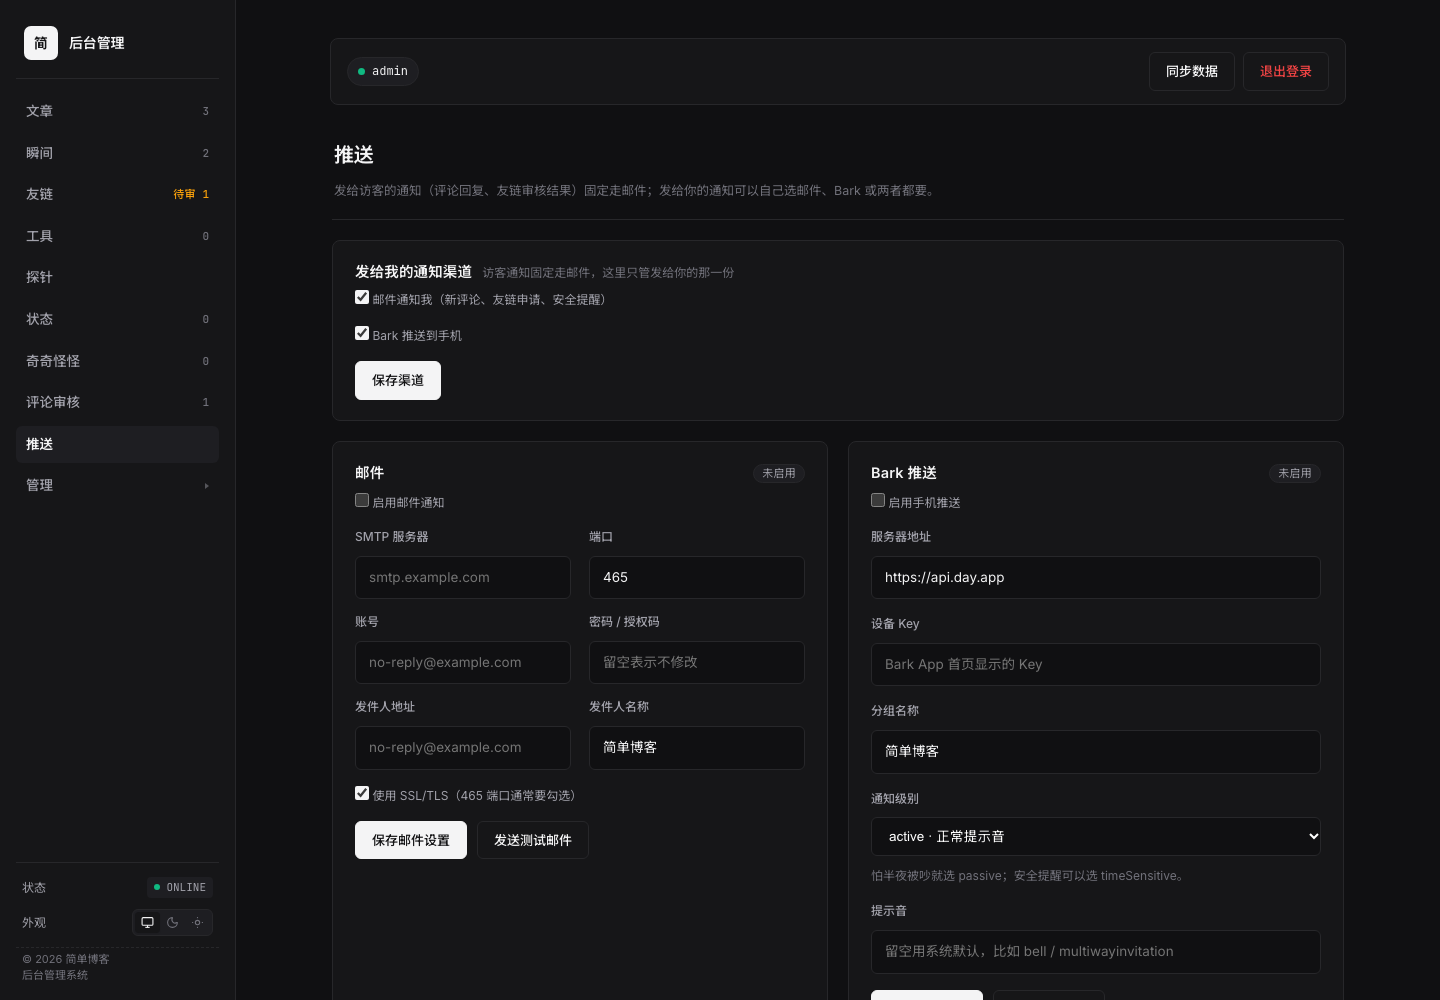 简 后台管理
文章 3
瞬间 2
友链 待审 1
工具 0
探针
状态 0
奇奇怪怪 0
评论审核 1
推送
管理
状态 ONLINE
外观
© 2026 简单博客
后台管理系统
admin
同步数据 退出登录
推送
发给访客的通知（评论回复、友链审核结果）固定走邮件；发给你的通知可以自己选邮件、Bark 或两者都要。
发给我的通知渠道 访客通知固定走邮件，这里只管发给你的那一份
邮件通知我（新评论、友链申请、安全提醒）
Bark 推送到手机
保存渠道
邮件 未启用
启用邮件通知
SMTP 服务器 端口
smtp.example.com 465
账号 密码 / 授权码
no-reply@example.com 留空表示不修改
发件人地址 发件人名称
no-reply@example.com 简单博客
使用 SSL/TLS（465 端口通常要勾选）
保存邮件设置 发送测试邮件
Bark 推送 未启用
启用手机推送
服务器地址
https://api.day.app
设备 Key
Bark App 首页显示的 Key
分组名称
简单博客
通知级别
active · 正常提示音
怕半夜被吵就选 passive；安全提醒可以选 timeSensitive。
提示音
留空用系统默认，比如 bell / multiwayinvitation